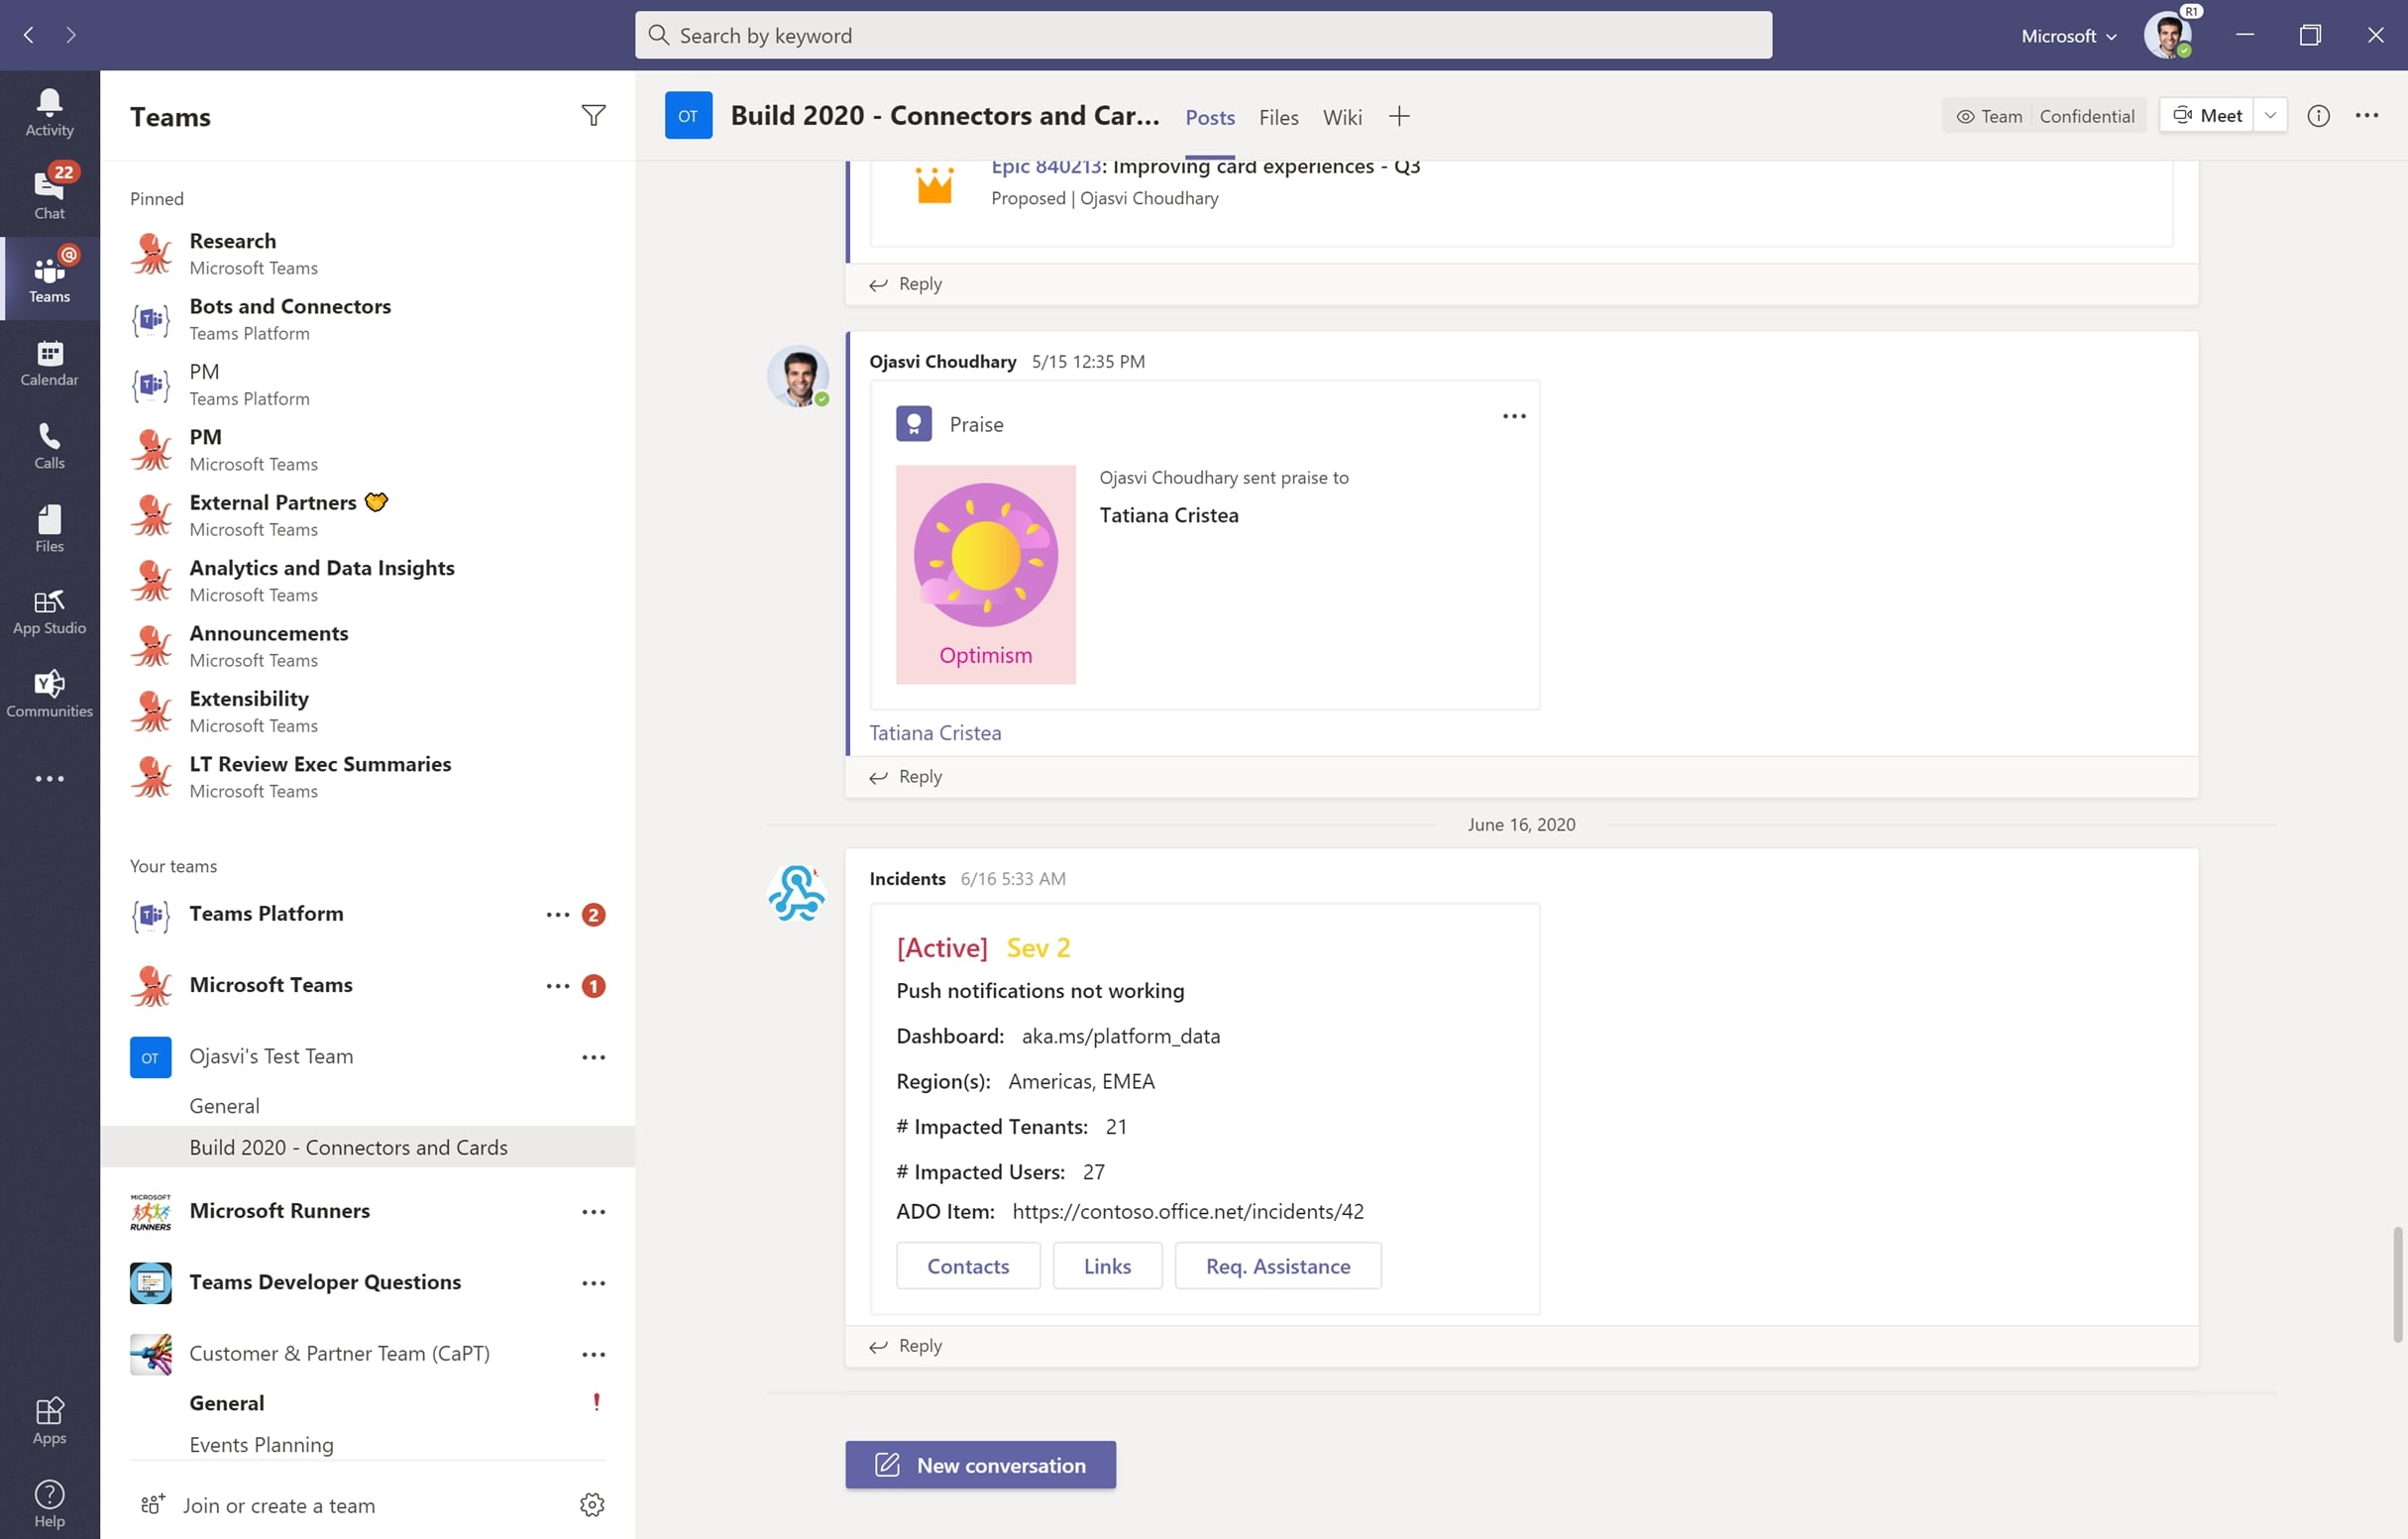 Search by keyword
Microsoft
R1
Activity
22
Chat
@
Teams
Calendar
Calls
Files
App Studio
Communities
Apps
Help
Teams
Pinned
Research
Microsoft Teams
Bots and Connectors
Teams Platform
PM
Teams Platform
PM
Microsoft Teams
External Partners
Microsoft Teams
Analytics and Data Insights
Microsoft Teams
Announcements
Microsoft Teams
Extensibility
Microsoft Teams
LT Review Exec Summaries
Microsoft Teams
Your teams
Teams Platform 2
Microsoft Teams 1
OT Ojasvi's Test Team
General
Build 2020 - Connectors and Cards
MICROSOFT
RUNNERS
Microsoft Runners
Teams Developer Questions
Customer & Partner Team (CaPT)
General !
Events Planning
Join or create a team
OT Build 2020 - Connectors and Car... Posts Files Wiki
Team Confidential Meet
Epic 840213: Improving card experiences - Q3
Proposed | Ojasvi Choudhary
Reply
Ojasvi Choudhary 5/15 12:35 PM
Praise
Ojasvi Choudhary sent praise to
Tatiana Cristea
Optimism
Tatiana Cristea
Reply
June 16, 2020
Incidents 6/16 5:33 AM
[Active] Sev 2
Push notifications not working
Dashboard: aka.ms/platform_data
Region(s): Americas, EMEA
# Impacted Tenants: 21
# Impacted Users: 27
ADO Item: https://contoso.office.net/incidents/42
Contacts Links Req. Assistance
Reply
New conversation